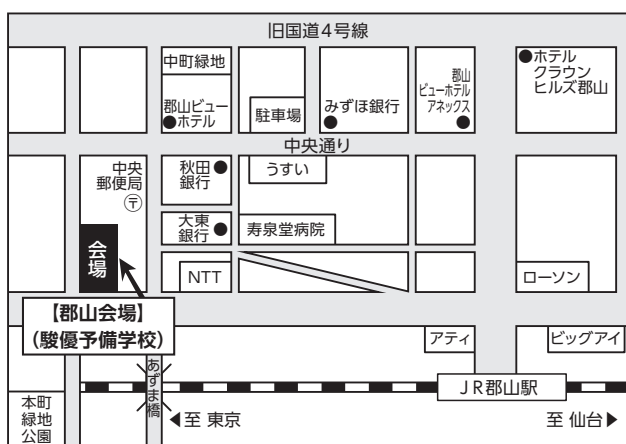 旧国道4号線
中町緑地
郡山ビュー
●ホテル
駐車場
みずほ銀行
●
郡山
ビューホテル
アネックス
●
●ホテル
クラウン
ヒルズ郡山
中央通り
中央
郵便局
〒
秋田●
銀行
うすい
大東
銀行●
寿泉堂病院
会場
NTT
ローソン
【郡山会場】
(駿優予備学校)
アティ
ビッグアイ
あずま橋
JR郡山駅
本町
緑地
公園
◀至 東京
至 仙台▶